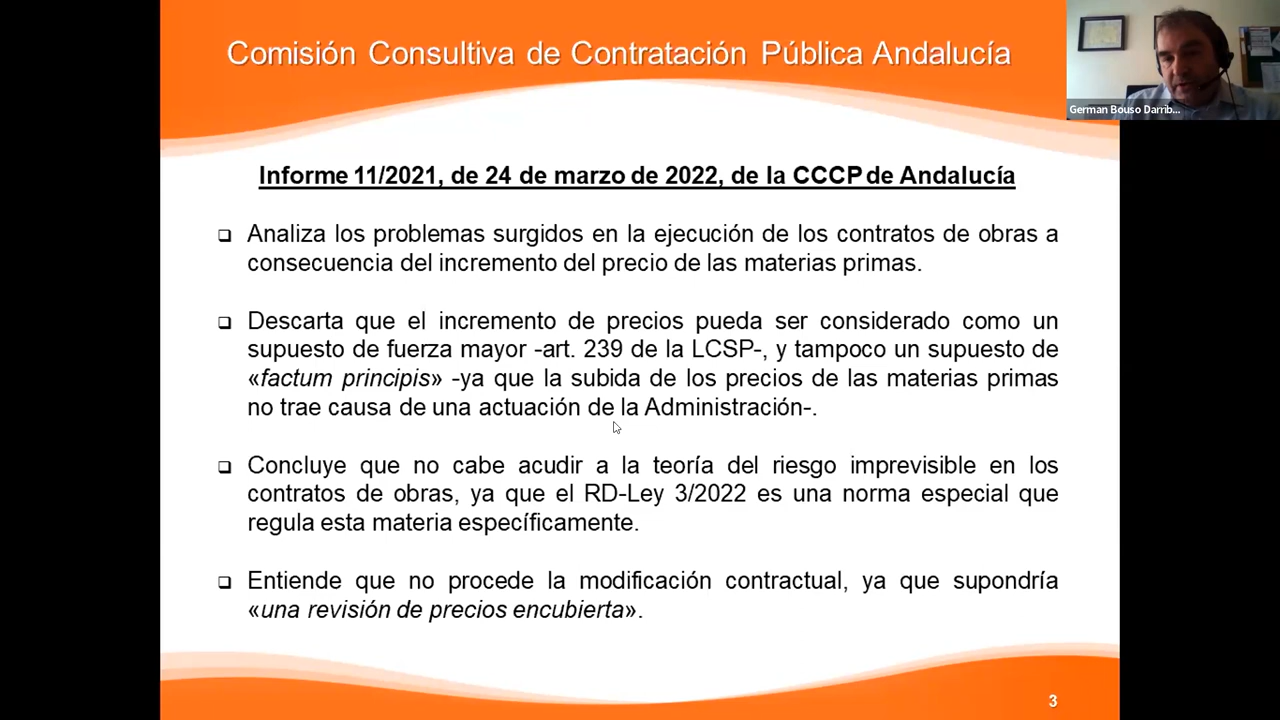 Comisión Consultiva de Contratación Pública Andalucía
German Bouso Darrib...
Informe 11/2021, de 24 de marzo de 2022, de la CCCP de Andalucía
❑ Analiza los problemas surgidos en la ejecución de los contratos de obras a
consecuencia del incremento del precio de las materias primas.
❑ Descarta que el incremento de precios pueda ser considerado como un
supuesto de fuerza mayor -art. 239 de la LCSP-, y tampoco un supuesto de
«factum principis» -ya que la subida de los precios de las materias primas
no trae causa de una actuación de la Administración-.
❑ Concluye que no cabe acudir a la teoría del riesgo imprevisible en los
contratos de obras, ya que el RD-Ley 3/2022 es una norma especial que
regula esta materia específicamente.
❑ Entiende que no procede la modificación contractual, ya que supondría
«una revisión de precios encubierta».
3